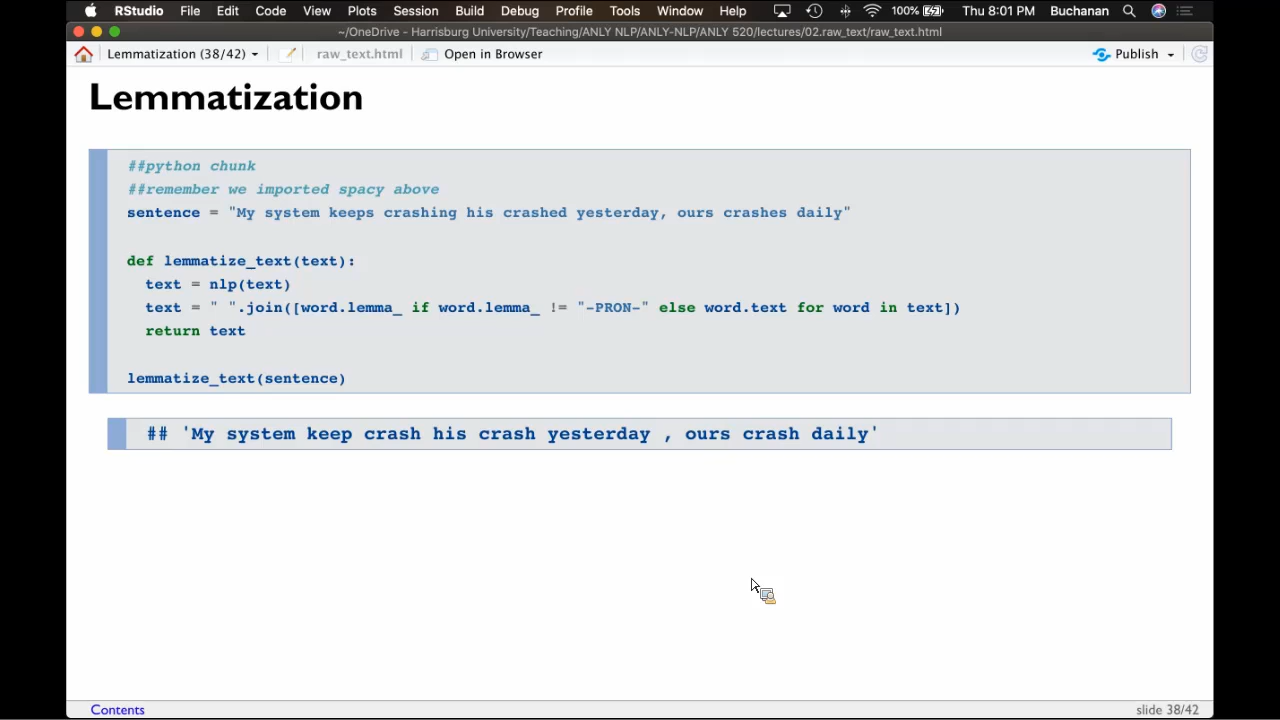 RStudio File Edit Code View Plots Session Build Debug Profile Tools Window Help 100% Thu 8:01 PM Buchanan
~/OneDrive - Harrisburg University/Teaching/ANLY NLP/ANLY-NLP/ANLY 520/lectures/02.raw_text/raw_text.html
Lemmatization (38/42) raw_text.html Open in Browser Publish
Lemmatization
##python chunk
##remember we imported spacy above
sentence = "My system keeps crashing his crashed yesterday, ours crashes daily"
def lemmatize_text(text):
text = nlp(text)
text = " ".join([word.lemma_ if word.lemma_ != "-PRON-" else word.text for word in text])
return text
lemmatize_text(sentence)
## 'My system keep crash his crash yesterday , ours crash daily'
Contents slide 38/42